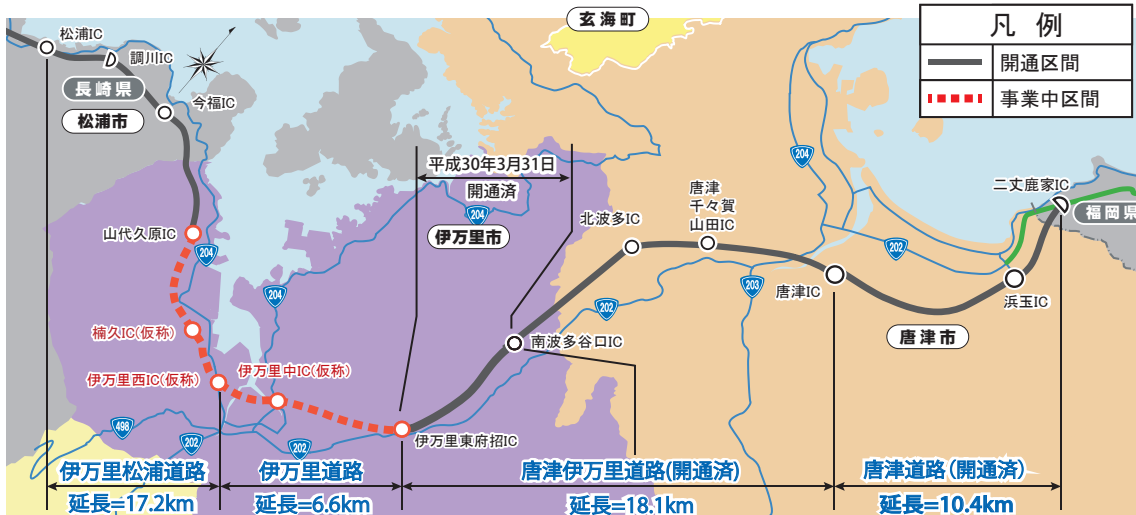 玄海町
凡例
開通区間
事業中区間
松浦IC
調川IC
長崎県
松浦市
今福IC
平成30年3月31日
開通済
204
伊万里市
204
唐津
千々賀
山田IC
北波多IC
二丈鹿家IC
福岡県
202
山代久原IC
204
204
203
202
唐津IC
浜玉IC
唐津市
楠久IC(仮称)
南波多谷口IC
伊万里西IC(仮称)
伊万里中IC(仮称)
伊万里東府招IC
498
202
202
伊万里松浦道路
延長=17.2km
伊万里道路
延長=6.6km
唐津伊万里道路(開通済)
延長=18.1km
唐津道路(開通済)
延長=10.4km